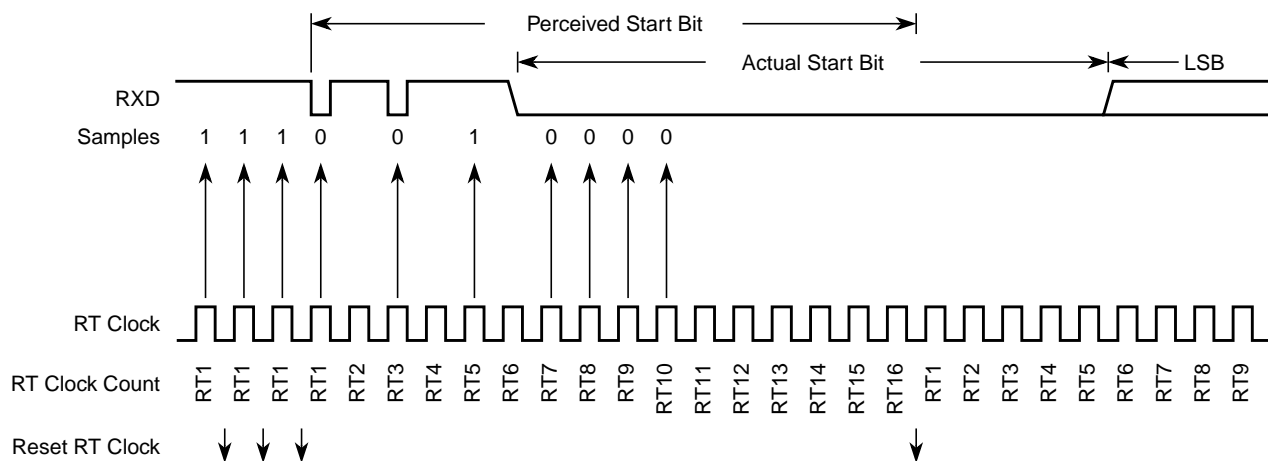 Perceived Start Bit
Actual Start Bit
LSB
RXD
Samples 1 1 1 0 0 1 0 0 0 0
RT Clock
RT Clock Count RT1 RT1 RT1 RT1 RT2 RT3 RT4 RT5 RT6 RT7 RT8 RT9 RT10 RT11 RT12 RT13 RT14 RT15 RT16 RT1 RT2 RT3 RT4 RT5 RT6 RT7 RT8 RT9
Reset RT Clock